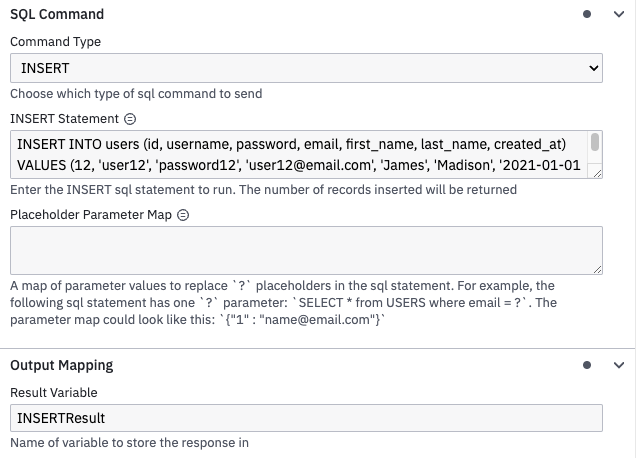 SQL Command
Command Type
INSERT
Choose which type of sql command to send
INSERT Statement
INSERT INTO users (id, username, password, email, first_name, last_name, created_at)
VALUES (12, 'user12', 'password12', 'user12@email.com', 'James', 'Madison', '2021-01-01
Enter the INSERT sql statement to run. The number of records inserted will be returned
Placeholder Parameter Map
A map of parameter values to replace `?` placeholders in the sql statement. For example, the
following sql statement has one `?` parameter: `SELECT * from USERS where email = ?`. The
parameter map could look like this: `{"1" : "name@email.com"}`
Output Mapping
Result Variable
INSERTResult
Name of variable to store the response in